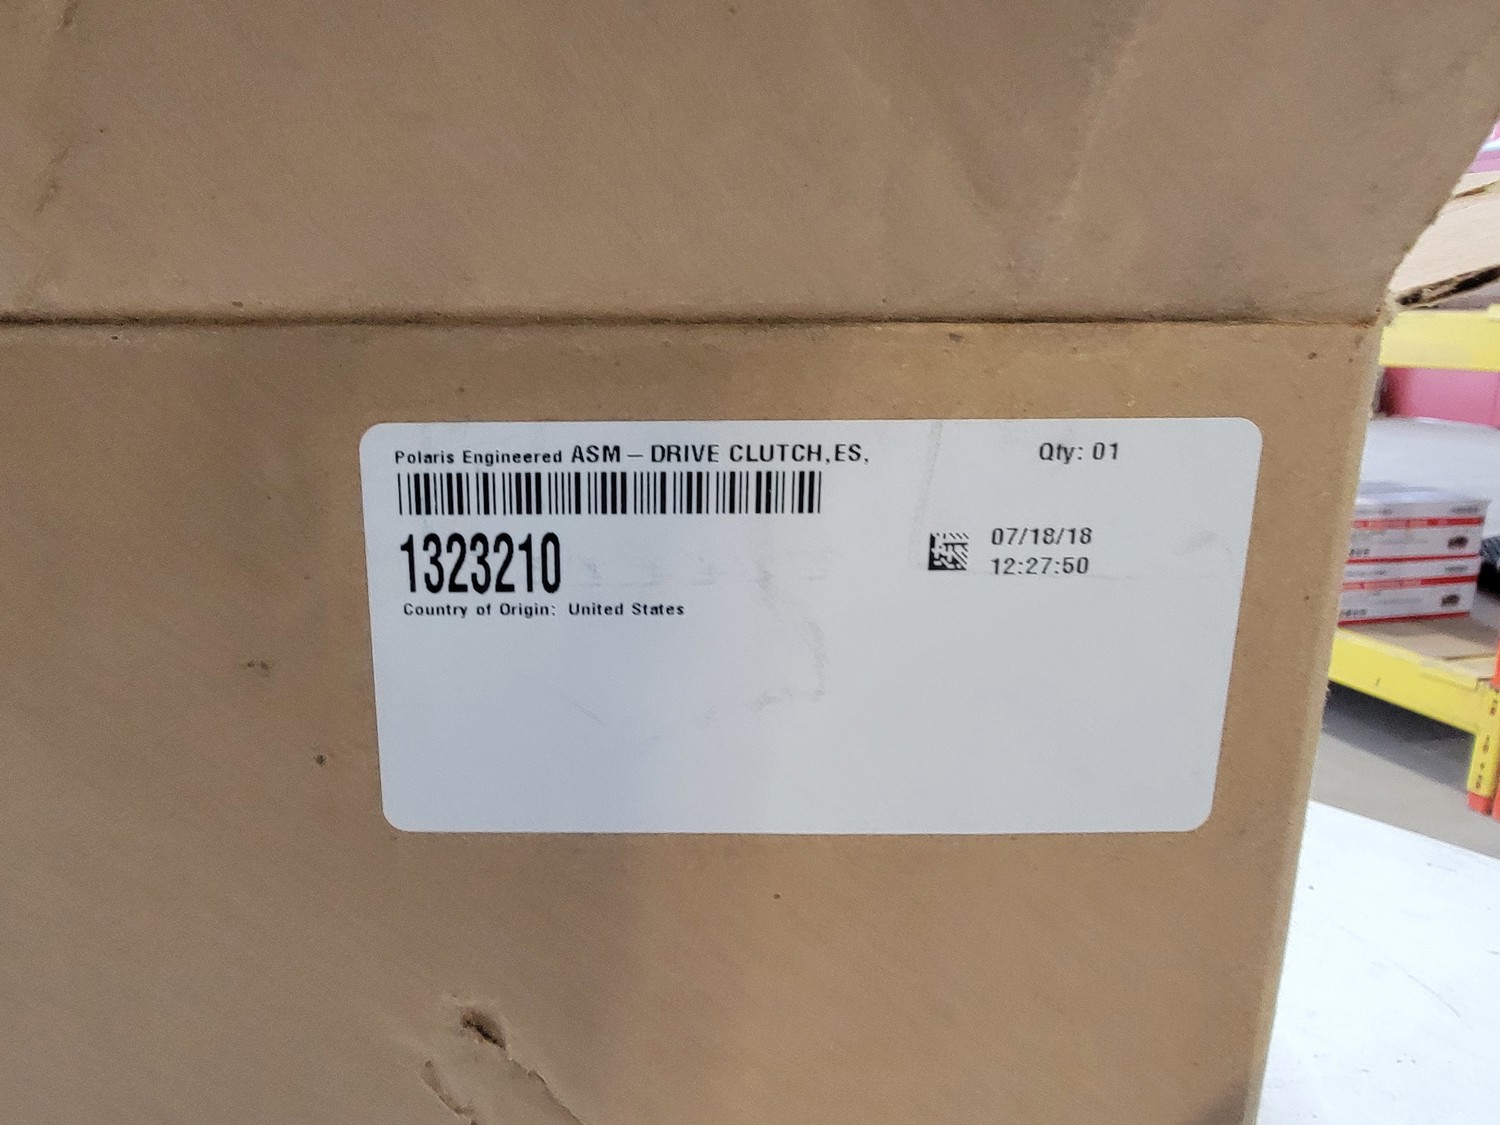 Polaris Engineered ASM – DRIVE CLUTCH,ES,
Qty: 01
1323210
07/18/18
12:27:50
Country of Origin: United States